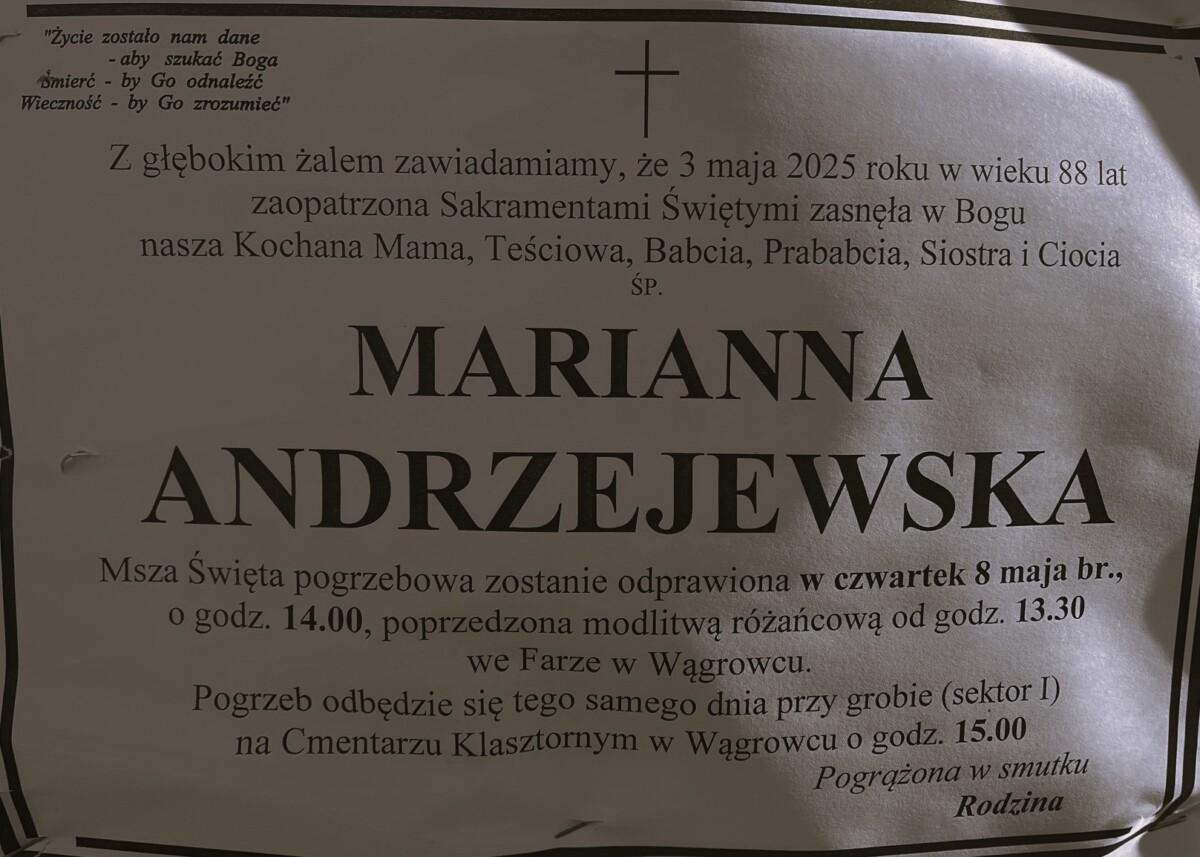 "Życie zostało nam dane
- aby szukać Boga
Śmierć - by Go odnaleźć
Wieczność - by Go zrozumieć"
Z głębokim żalem zawiadamiamy, że 3 maja 2025 roku w wieku 88 lat
zaopatrzona Sakramentami Świętymi zasnęła w Bogu
nasza Kochana Mama, Teściowa, Babcia, Prababcia, Siostra i Ciocia
ŚP.
MARIANNA
ANDRZEJEWSKA
Msza Święta pogrzebowa zostanie odprawiona w czwartek 8 maja br.,
o godz. 14.00, poprzedzona modlitwą różańcową od godz. 13.30
we Farze w Wągrowcu.
Pogrzeb odbędzie się tego samego dnia przy grobie (sektor I)
na Cmentarzu Klasztornym w Wągrowcu o godz. 15.00
Pogrążona w smutku
Rodzina